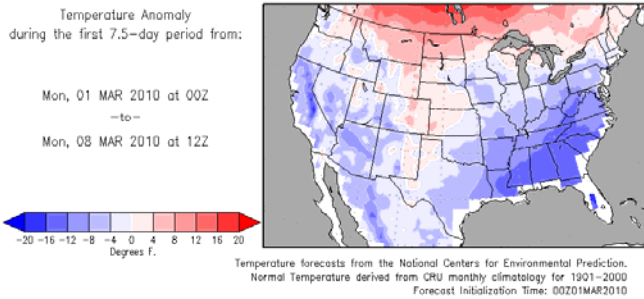 Temperature Anomaly
during the first 7.5-day period from:
Mon, 01 MAR 2010 at 00Z
-to-
Mon, 08 MAR 2010 at 12Z
-20 -16 -12 -8 -4 0 4 8 12 16 20
Degrees F.
Temperature forecasts from the National Centers for Environmental Prediction.
Normal Temperature derived from CRU monthly climatology for 1901-2000
Forecast Initialization Time: 00Z01MAR2010